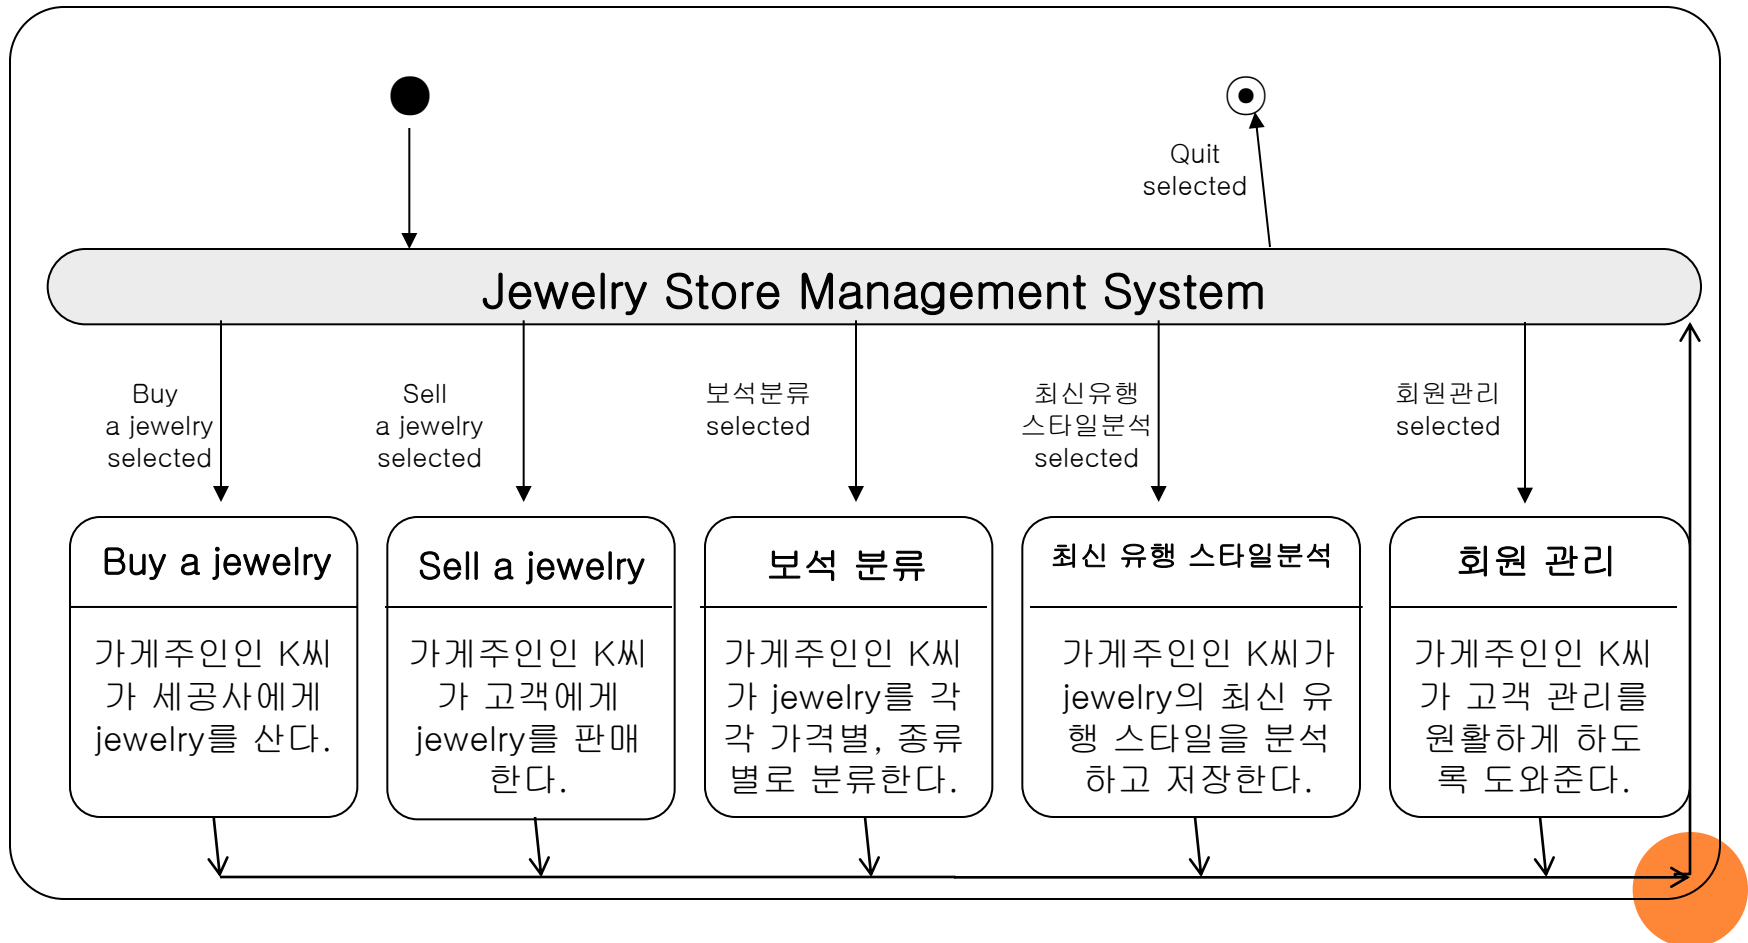 Quit
selected
Jewelry Store Management System
Buy
a jewelry
selected
Sell
a jewelry
selected
보석분류
selected
최신유행
스타일분석
selected
회원관리
selected
Buy a jewelry
가게주인인 K씨
가 세공사에게
jewelry를 산다.
Sell a jewelry
가게주인인 K씨
가 고객에게
jewelry를 판매
한다.
보석 분류
가게주인인 K씨
가 jewelry를 각
각 가격별, 종류
별로 분류한다.
최신 유행 스타일분석
가게주인인 K씨가
jewelry의 최신 유
행 스타일을 분석
하고 저장한다.
회원 관리
가게주인인 K씨
가 고객 관리를
원활하게 하도
록 도와준다.